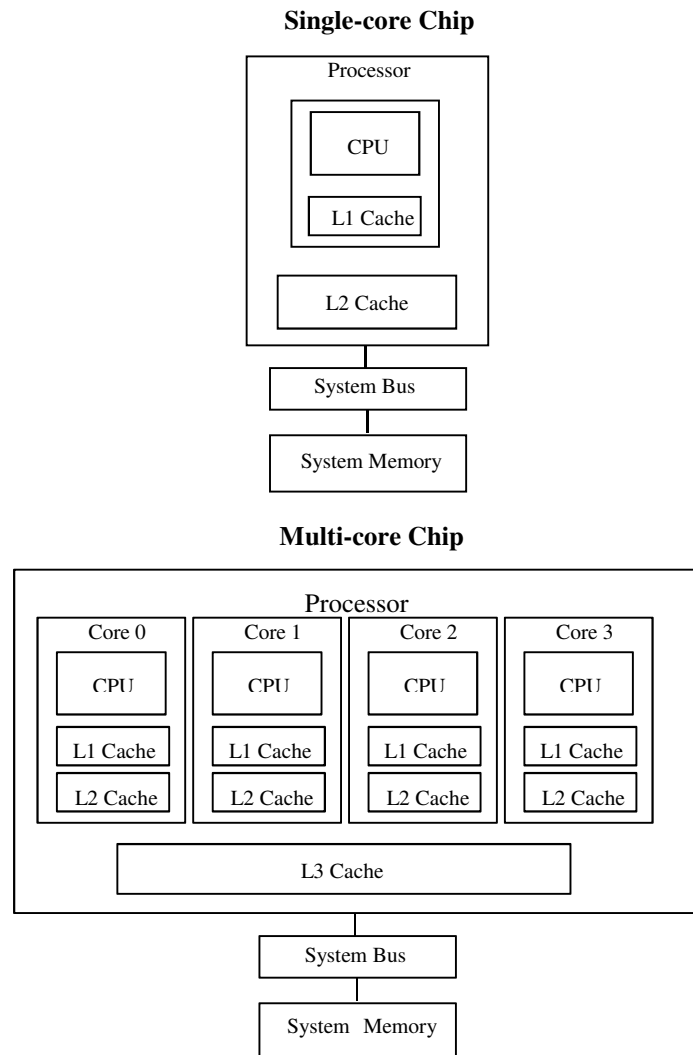 Single-core Chip
Processor
CPU
L1 Cache
L2 Cache
System Bus
System Memory
Multi-core Chip
Processor
Core 0 Core 1 Core 2 Core 3
CPU CPU CPU CPU
L1 Cache L1 Cache L1 Cache L1 Cache
L2 Cache L2 Cache L2 Cache L2 Cache
L3 Cache
System Bus
System Memory